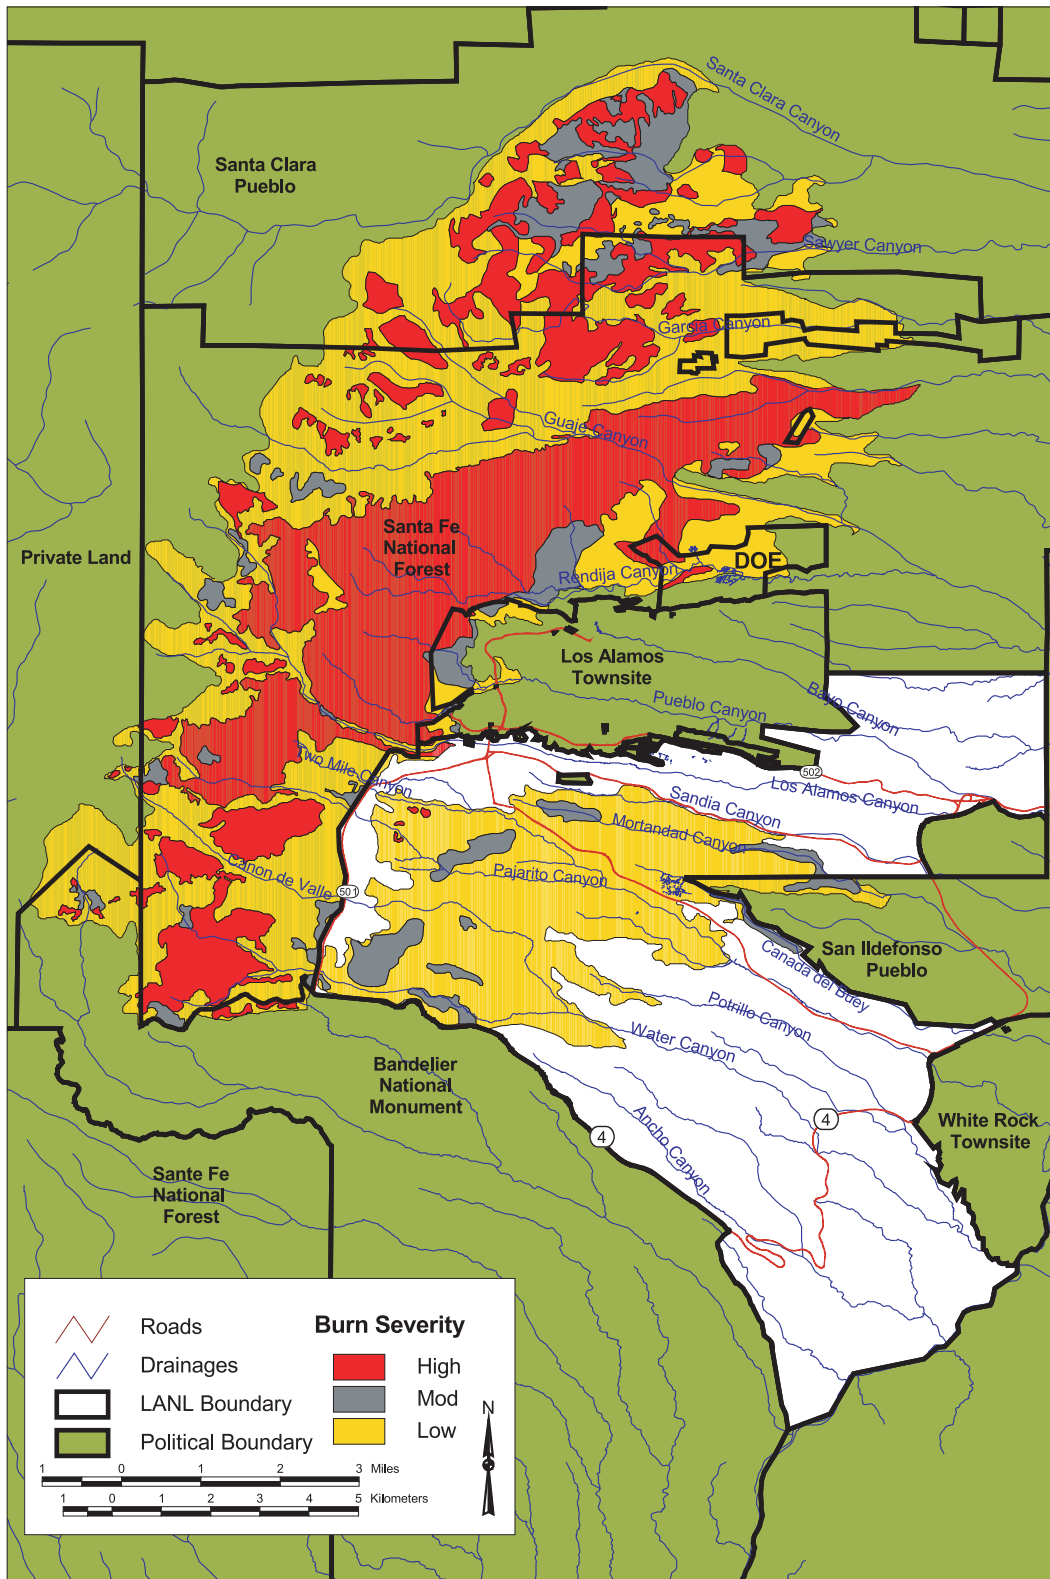 Santa Clara Canyon
Santa Clara
Pueblo
Sawyer Canyon
Garcia Canyon
Guaje Canyon
Santa Fe
National
Forest
Private Land
DOE
Rendija Canyon
Los Alamos
Townsite
Bayo Canyon
Pueblo Canyon
502
Two Mile Canyon
Los Alamos Canyon
Sandia Canyon
Mortandad Canyon
Canon de Valle
Pajarito Canyon
501
San Ildefonso
Pueblo
Canada del Buey
Potrillo Canyon
Water Canyon
Bandelier
National
Monument
Ancho Canyon
4
4
White Rock
Townsite
Sante Fe
National
Forest
Roads
Drainages
LANL Boundary
Political Boundary
Burn Severity
High
Mod
Low
N
1 0 1 2 3 Miles
1 0 1 2 3 4 5 Kilometers